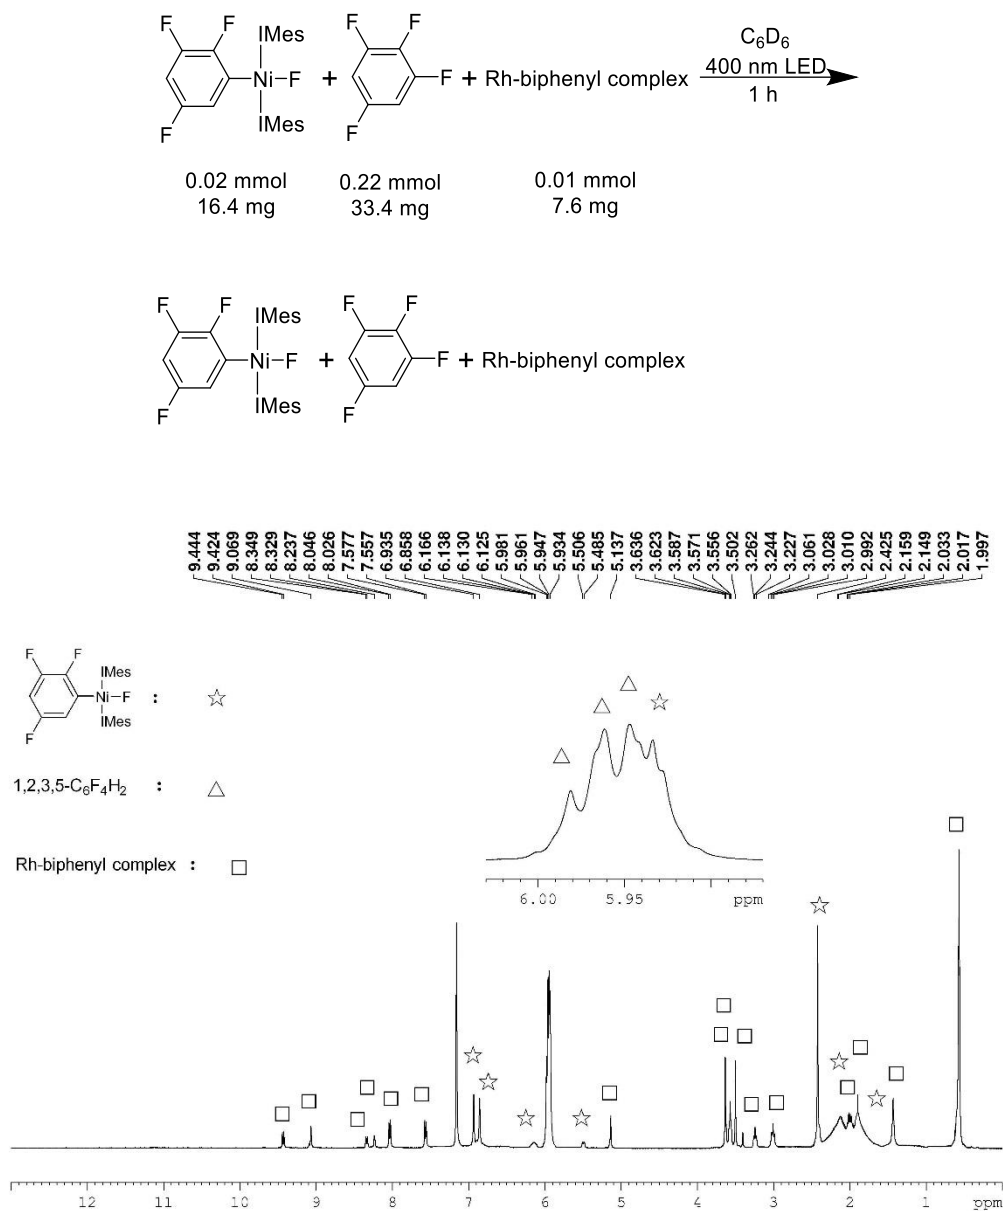 F F IMes
Ni F
F IMes
+
F F
F
F
+ Rh-biphenyl complex
C6D6
400 nm LED
1 h
0.02 mmol 0.22 mmol 0.01 mmol
16.4 mg 33.4 mg 7.6 mg
F F IMes
Ni F
F IMes
+
F F
F
F
+ Rh-biphenyl complex
9.444
9.424
9.069
8.349
8.329
8.237
8.046
8.026
7.577
7.557
6.935
6.858
6.166
6.138
6.130
6.125
5.981
5.961
5.947
5.934
5.506
5.485
5.137
3.636
3.623
3.587
3.571
3.556
3.502
3.262
3.244
3.227
3.061
3.028
3.010
2.992
2.425
2.159
2.149
2.033
2.017
1.997
F F IMes
Ni F :
F IMes
1,2,3,5-C6F4H2 :
Rh-biphenyl complex :
6.00 5.95 ppm
12 11 10 9 8 7 6 5 4 3 2 1 ppm